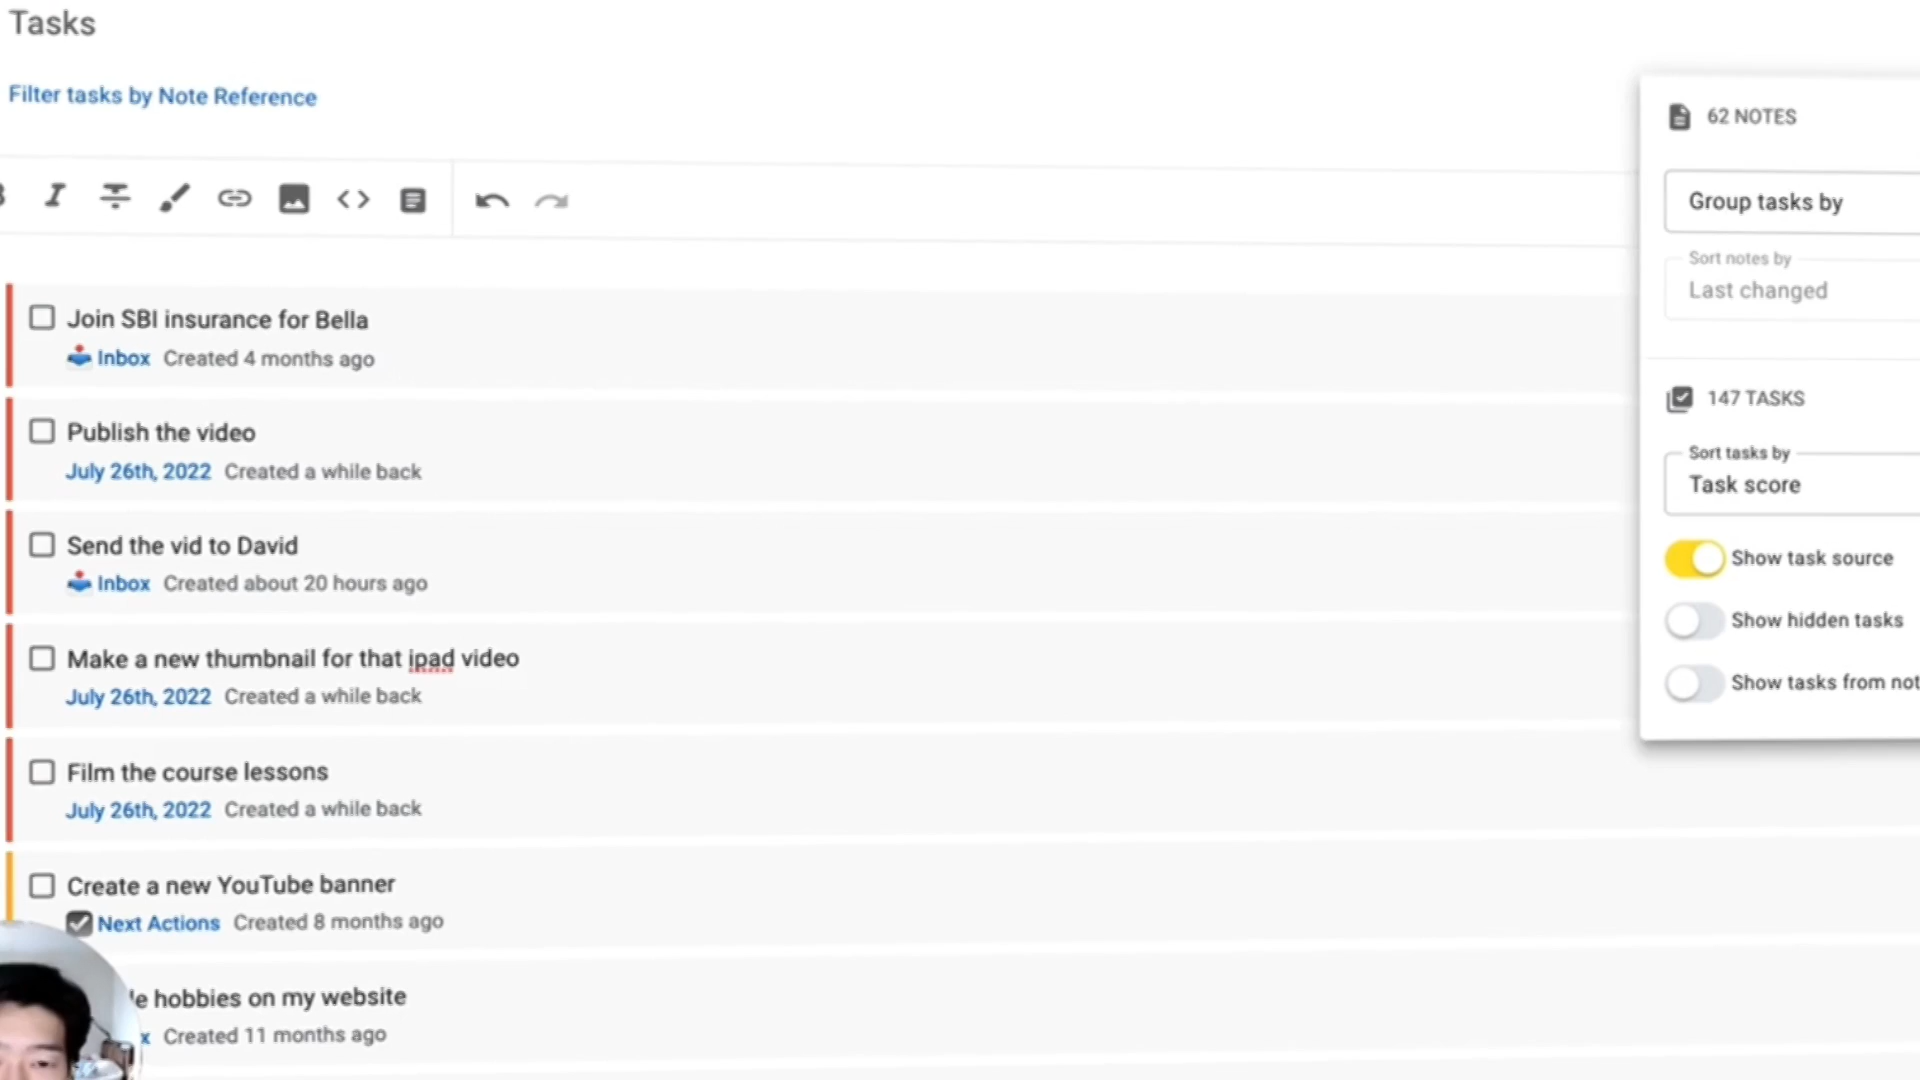 Tasks
Filter tasks by Note Reference
Join SBI insurance for Bella
Inbox Created 4 months ago
Publish the video
July 26th, 2022 Created a while back
Send the vid to David
Inbox Created about 20 hours ago
Make a new thumbnail for that ipad video
July 26th, 2022 Created a while back
Film the course lessons
July 26th, 2022 Created a while back
Create a new YouTube banner
Next Actions Created 8 months ago
hobbies on my website
Created 11 months ago
62 NOTES
Group tasks by
Sort notes by
Last changed
147 TASKS
Sort tasks by
Task score
Show task source
Show hidden tasks
Show tasks from